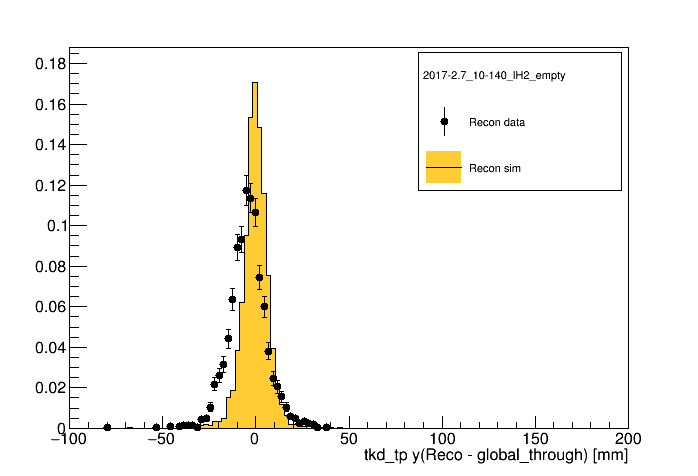 2017-2.7_10-140_lH2_empty
Recon data
Recon sim
0.18
0.16
0.14
0.12
0.1
0.08
0.06
0.04
0.02
0
−100 −50 0 50 100 150 200
tkd_tp y(Reco - global_through) [mm]